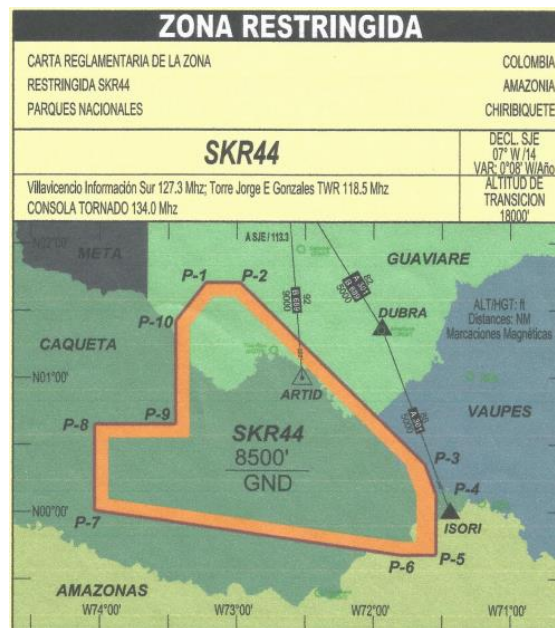 ZONA RESTRINGIDA
CARTA REGLAMENTARIA DE LA ZONA
RESTRINGIDA SKR44
PARQUES NACIONALES
COLOMBIA
AMAZONIA
CHIRIBIQUETE
SKR44
DECL. SJE
07° W /14
VAR: 0°08' W/Año
Villavicencio Información Sur 127.3 Mhz; Torre Jorge E Gonzales TWR 118.5 Mhz
CONSOLA TORNADO 134.0 Mhz
ALTITUD DE
TRANSICION
18000'
N02°00'
A SJE / 113.3
META
GUAVIARE
P-1
P-2
ALT/HGT: ft
Distances: NM
Marcaciones Magnéticas
DUBRA
P-10
CAQUETA
N01°00'
ARTID
VAUPES
P-8
P-9
SKR44
8500'
GND
A 301
P-3
P-4
N00°00'
P-7
ISORI
P-6
P-5
AMAZONAS
W74°00'
W73°00'
W72°00'
W71°00'